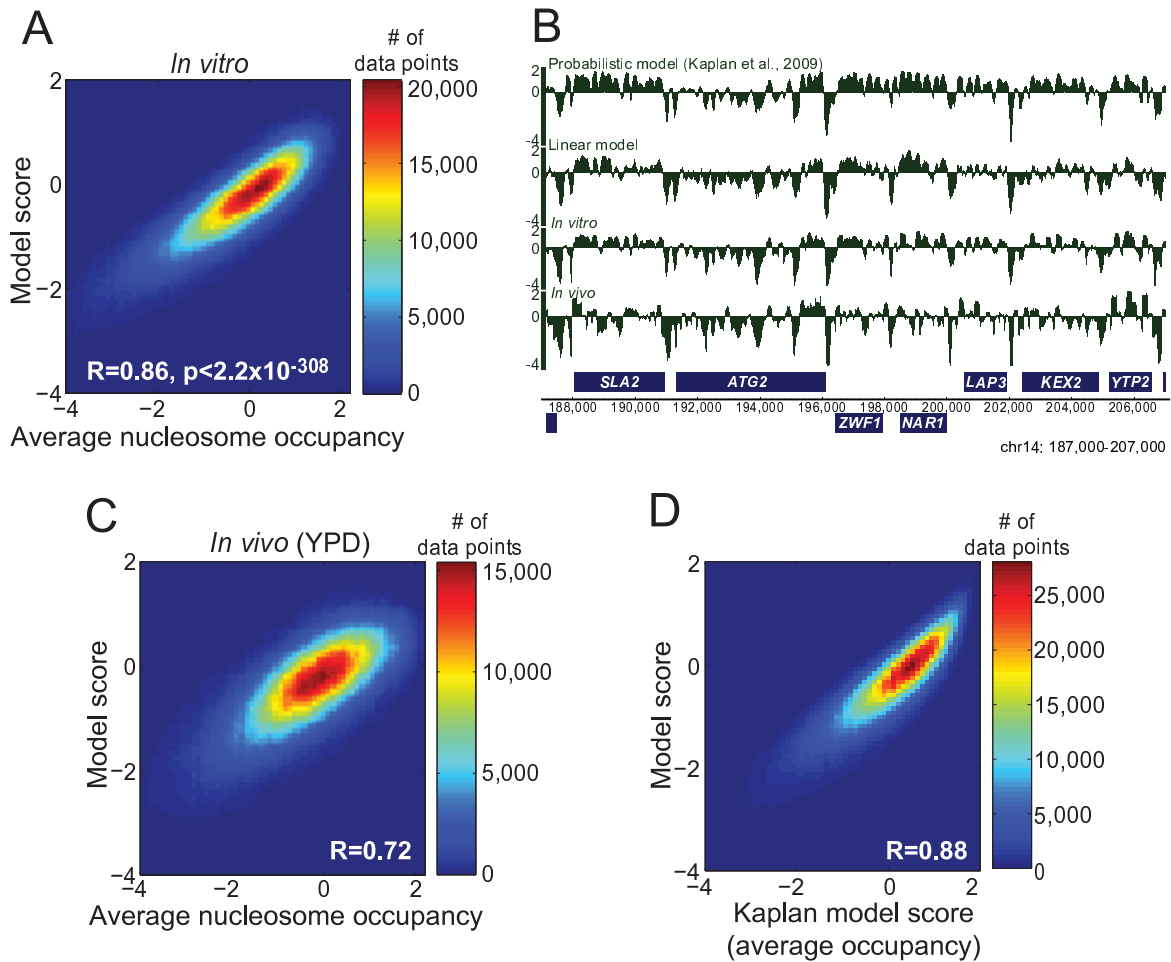 A
In vitro
# of
data points
2
0
−2
−4
Model score
R=0.86, p<2.2x10-308
−4
−2
0
2
Average nucleosome occupancy
20,000
15,000
10,000
5,000
0
B
Probabilistic model (Kaplan et al., 2009)
2
0
-4
Linear model
2
0
-4
In vitro
2
0
-4
In vivo
2
0
-4
SLA2 ATG2 LAP3 KEX2 YTP2
188,000 190,000 192,000 194,000 196,000 198,000 200,000 202,000 204,000 206,000
ZWF1 NAR1
chr14: 187,000-207,000
C
In vivo (YPD)
# of
data points
2
0
−2
−4
Model score
R=0.72
−4
−2
0
2
Average nucleosome occupancy
15,000
10,000
5,000
0
D
# of
data points
2
0
−2
−4
Model score
R=0.88
−4
−2
0
2
Kaplan model score
(average occupancy)
25,000
20,000
15,000
10,000
5,000
0